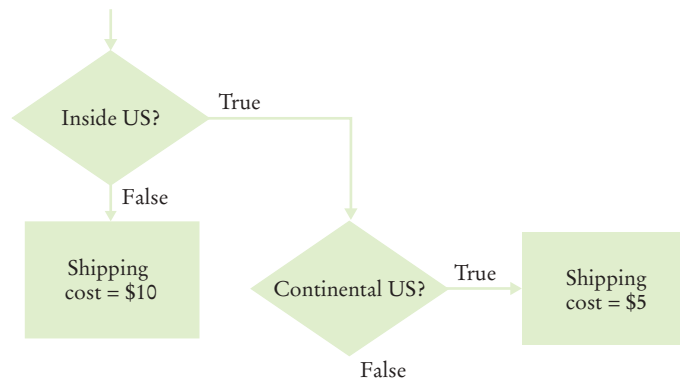 True
Inside US?
False
Shipping
cost = $10
True
Continental US?
Shipping
cost = $5
False